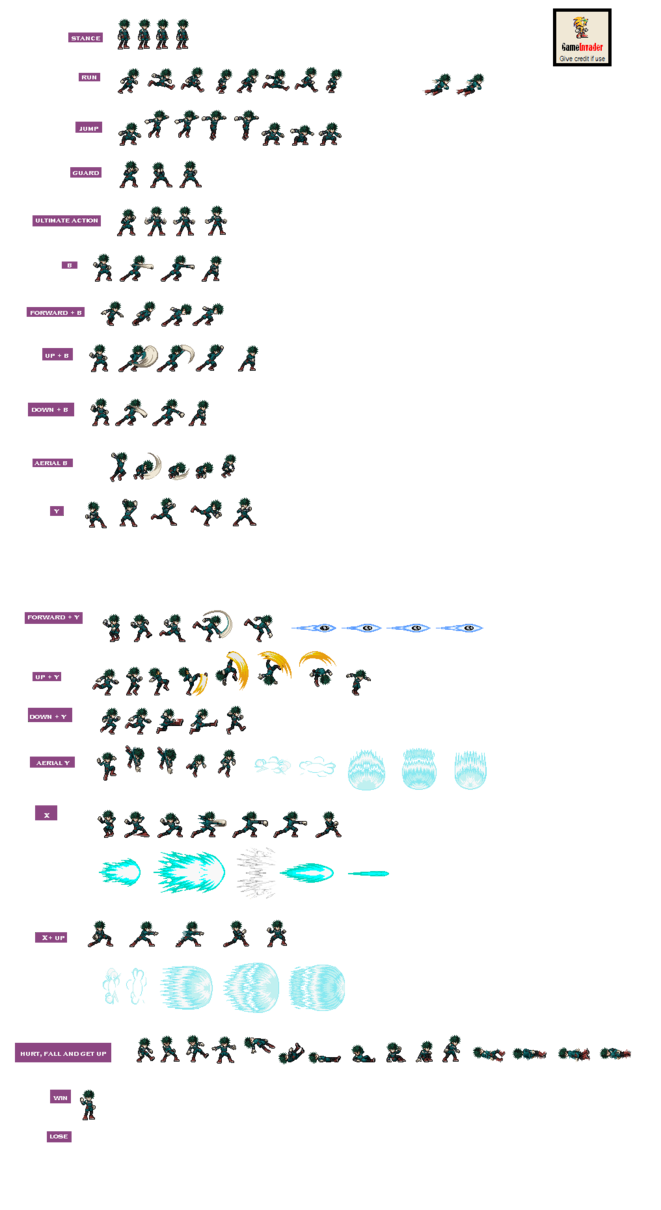 STANCE
GameInvader
Give credit if use
RUN
JUMP
GUARD
ULTIMATE ACTION
B
FORWARD + B
UP + B
DOWN + B
AERIAL B
Y
FORWARD + Y
UP + Y
DOWN + Y
AERIAL Y
X
X+ UP
HURT, FALL AND GET UP
WIN
LOSE